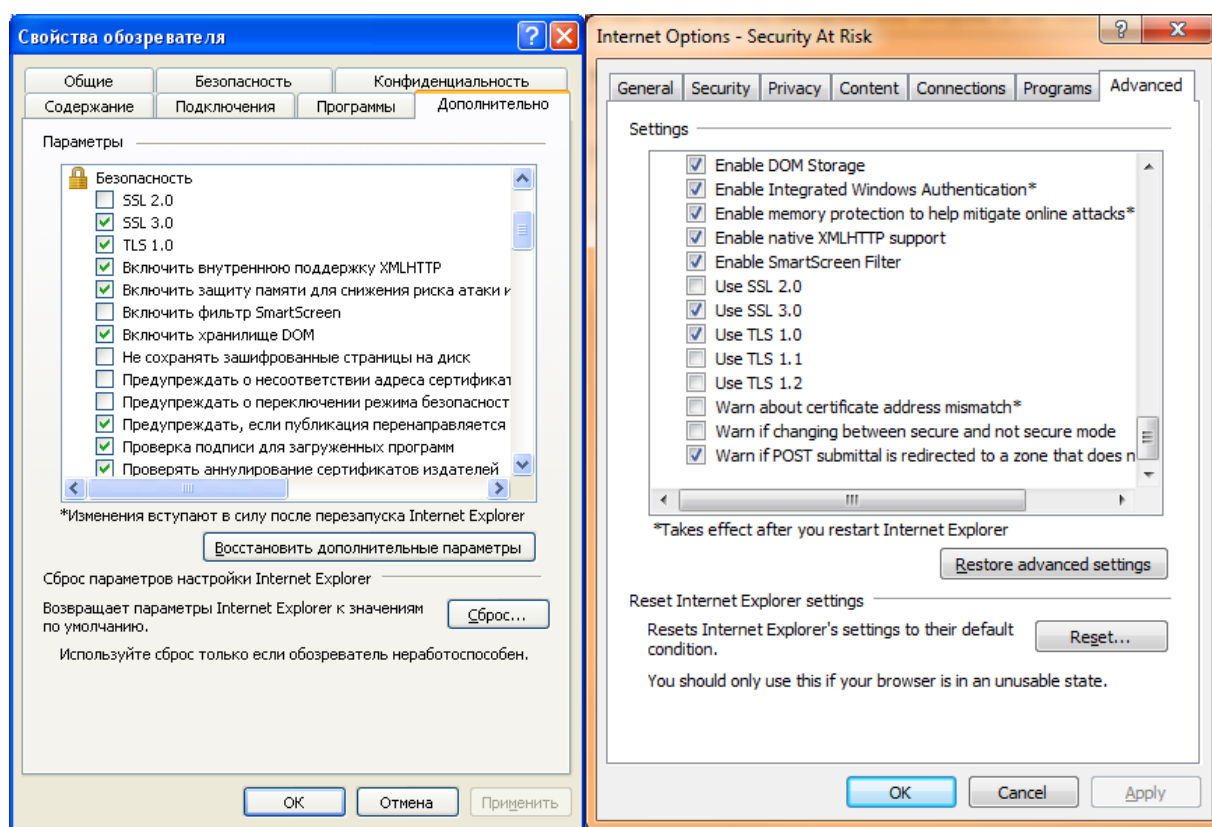 Свойства обозревателя
Общие
Безопасность
Конфиденциальность
Содержание
Подключения
Программы
Дополнительно
Параметры
Безопасность
SSL 2.0
SSL 3.0
TLS 1.0
Включить внутреннюю поддержку XMLHTTP
Включить защиту памяти для снижения риска атаки и
Включить фильтр SmartScreen
Включить хранилище DOM
Не сохранять зашифрованные страницы на диск
Предупреждать о несоответствии адреса сертификат
Предупреждать о переключении режима безопасност
Предупреждать, если публикация перенаправляется
Проверка подписи для загруженных программ
Проверять аннулирование сертификатов издателей
*Изменения вступают в силу после перезапуска Internet Explorer
Восстановить дополнительные параметры
Сброс параметров настройки Internet Explorer
Возвращает параметры Internet Explorer к значениям
по умолчанию.
Сброс...
Используйте сброс только если обозреватель неработоспособен.
ОК
Отмена
Применить
Internet Options - Security At Risk
General
Security
Privacy
Content
Connections
Programs
Advanced
Settings
Enable DOM Storage
Enable Integrated Windows Authentication*
Enable memory protection to help mitigate online attacks*
Enable native XMLHTTP support
Enable SmartScreen Filter
Use SSL 2.0
Use SSL 3.0
Use TLS 1.0
Use TLS 1.1
Use TLS 1.2
Warn about certificate address mismatch*
Warn if changing between secure and not secure mode
Warn if POST submittal is redirected to a zone that does n
*Takes effect after you restart Internet Explorer
Restore advanced settings
Reset Internet Explorer settings
Resets Internet Explorer's settings to their default
condition.
Reset...
You should only use this if your browser is in an unusable state.
OK
Cancel
Apply